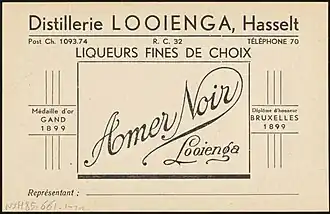 Distillerie LOOIENGA, Hasselt
Post Ch. 1093.74 R. C. 32 TÉLÉPHONE 70
LIQUEURS FINES DE CHOIX
Médaille d'or
GAND
1899
Amer Noir
Looienga
Diplôme d'honneur
BRUXELLES
1899
Représentant :